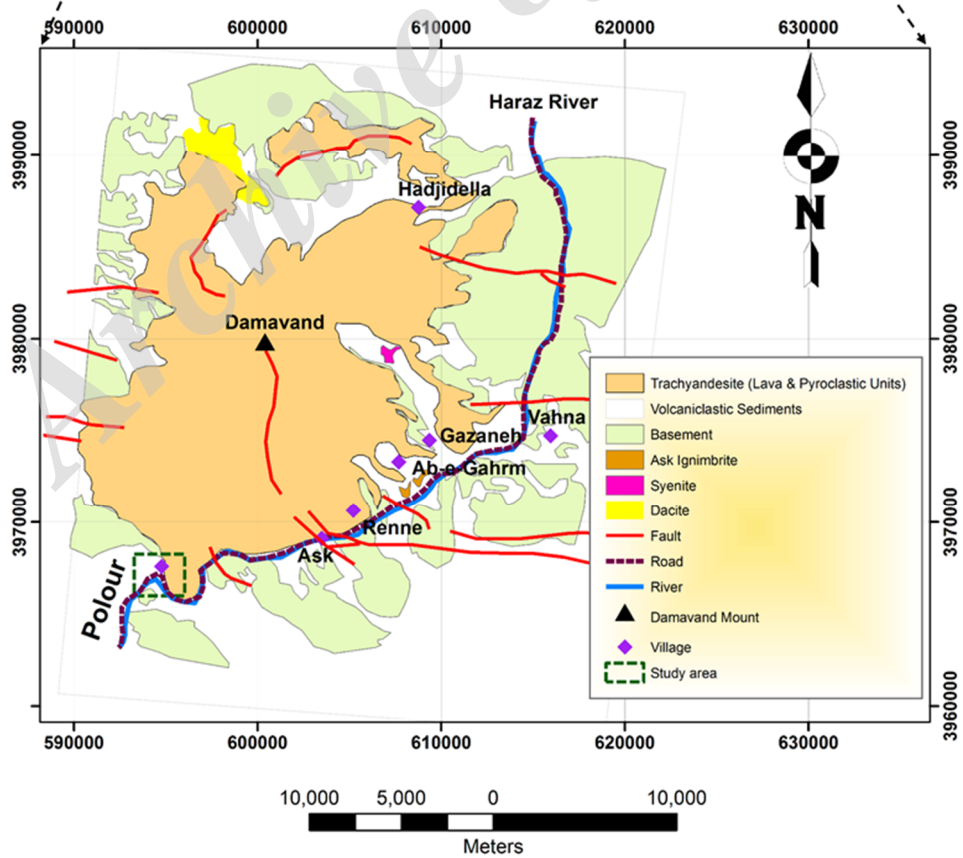 590000 600000 610000 620000 630000
Archive
Haraz River
3990000
3990000
N
Hadjidella
Damavand
3980000
3980000
Trachyandesite (Lava & Pyroclastic Units)
Volcaniclastic Sediments
Basement
Ask Ignimbrite
Syenite
Dacite
Fault
Road
River
Damavand Mount
Village
Study area
Vahna
Gazaneh
Ab-e-Gahrm
3970000
3970000
Renne
Ask
Polour
3960000
590000 600000 610000 620000 630000
10,000 5,000 0 10,000
Meters